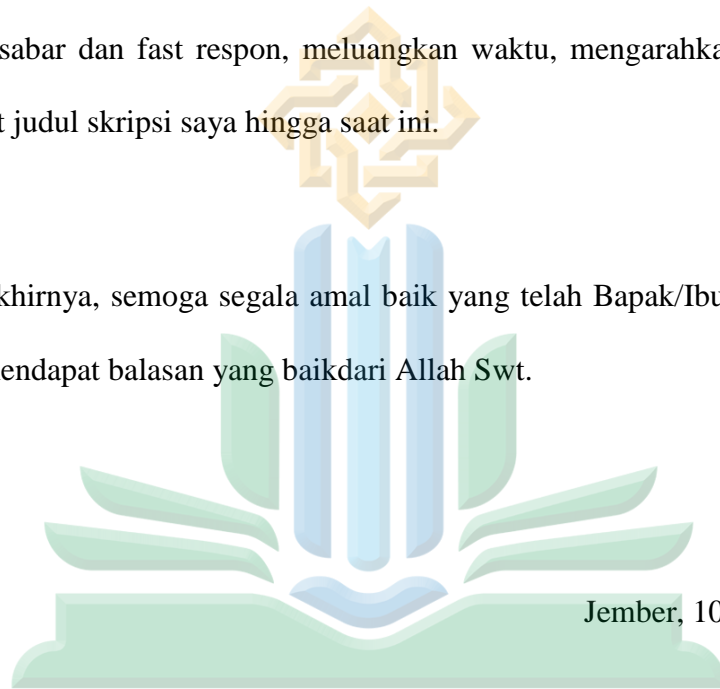 sabar dan fast respon, meluangkan waktu, mengarahka
t judul skripsi saya hingga saat ini.
khirnya, semoga segala amal baik yang telah Bapak/Ibu
nendapat balasan yang baikdari Allah Swt.
Jember, 10